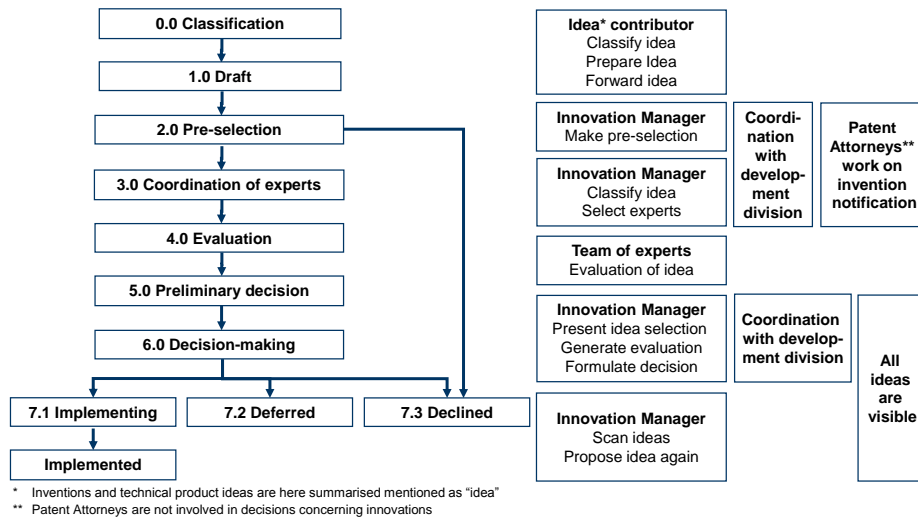 0.0 Classification
1.0 Draft
2.0 Pre-selection
3.0 Coordination of experts
4.0 Evaluation
5.0 Preliminary decision
6.0 Decision-making
7.1 Implementing
7.2 Deferred
7.3 Declined
Implemented
Idea* contributor
Classify idea
Prepare Idea
Forward idea
Innovation Manager
Make pre-selection
Innovation Manager
Classify idea
Select experts
Coordi-
nation
with
develop-
ment
division
Patent
Attorneys**
work on
invention
notification
Team of experts
Evaluation of idea
Innovation Manager
Present idea selection
Generate evaluation
Formulate decision
Coordination
with develop-
ment division
All
ideas
are
visible
Innovation Manager
Scan ideas
Propose idea again
* Inventions and technical product ideas are here summarised mentioned as “idea”
** Patent Attorneys are not involved in decisions concerning innovations